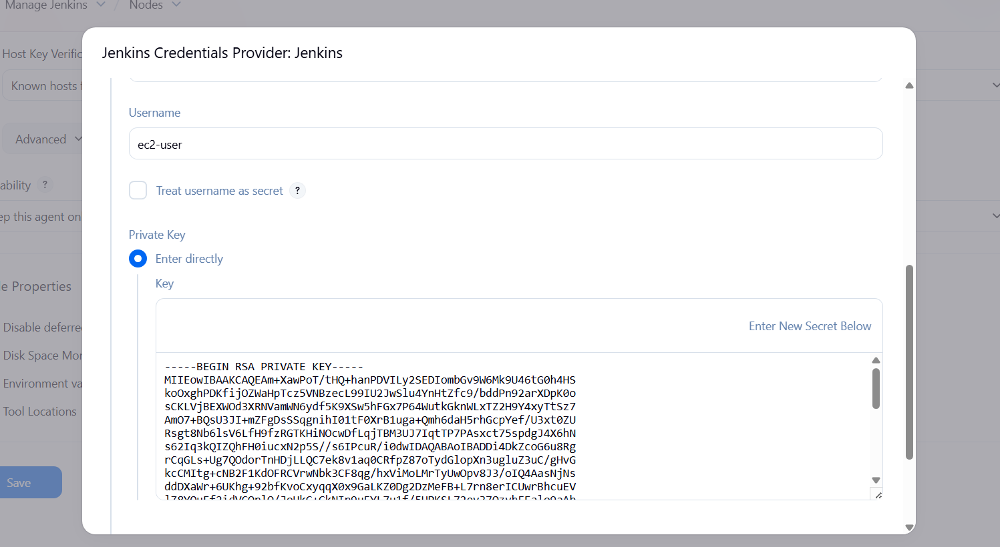 Manage Jenkins / Nodes
Jenkins Credentials Provider: Jenkins
Host Key Verific
Known hosts f
Username
ec2-user
Advanced
Treat username as secret ?
ability ?
ep this agent on
Private Key
Enter directly
Key
e Properties
Enter New Secret Below
Disable deferre
Disk Space Mor
Environment va
Tool Locations
Save
-----BEGIN RSA PRIVATE KEY-----
MIIEowIBAAKCAQEAm+XawPoT/tHQ+hanPDVILy2SEDIombGv9W6Mk9U46tG0h4HS
koOxghPDKfijOZWaHpTcz5VNBzecL99IU2JwSlu4YnHtZfc9/bddPn92arXDpK0o
sCKLVjBEXWOd3XRNVamWN6ydf5K9XSw5hFGx7P64WutkGknWLxTZ2H9Y4xyTtSz7
AmO7+BQsU3JI+mZFgDsSSqgnihI01tF0XrB1uga+Qmh6daH5rhGcpYef/U3xt0ZU
Rsgt8Nb6lsV6LfH9fzRGTKHiNOcwDfLqjTBM3UJ7IqtTP7PAsxct75spdgJ4X6hN
s62Iq3kQIZQhFH0iucxN2p5S//s6IPcuR/i0dwIDAQABAoIBADDi4DkZcoG6u8Rg
rCqGLs+Ug7QOdorTnHDjLLQC7ek8v1aq0CRfpZ87oTydGlopXn3ugluZ3uC/gHvG
kcCMItg+cNB2F1KdOFRCVrwNbk3CF8qg/hxViMoLMrTyUwOpv8J3/oIQ4AasNjNs
ddDXaWr+6UKhg+92bfKvoCxyqqX0x9GaLKZ0Dg2DzMeFB+L7rn8erICUwrBhcuEV